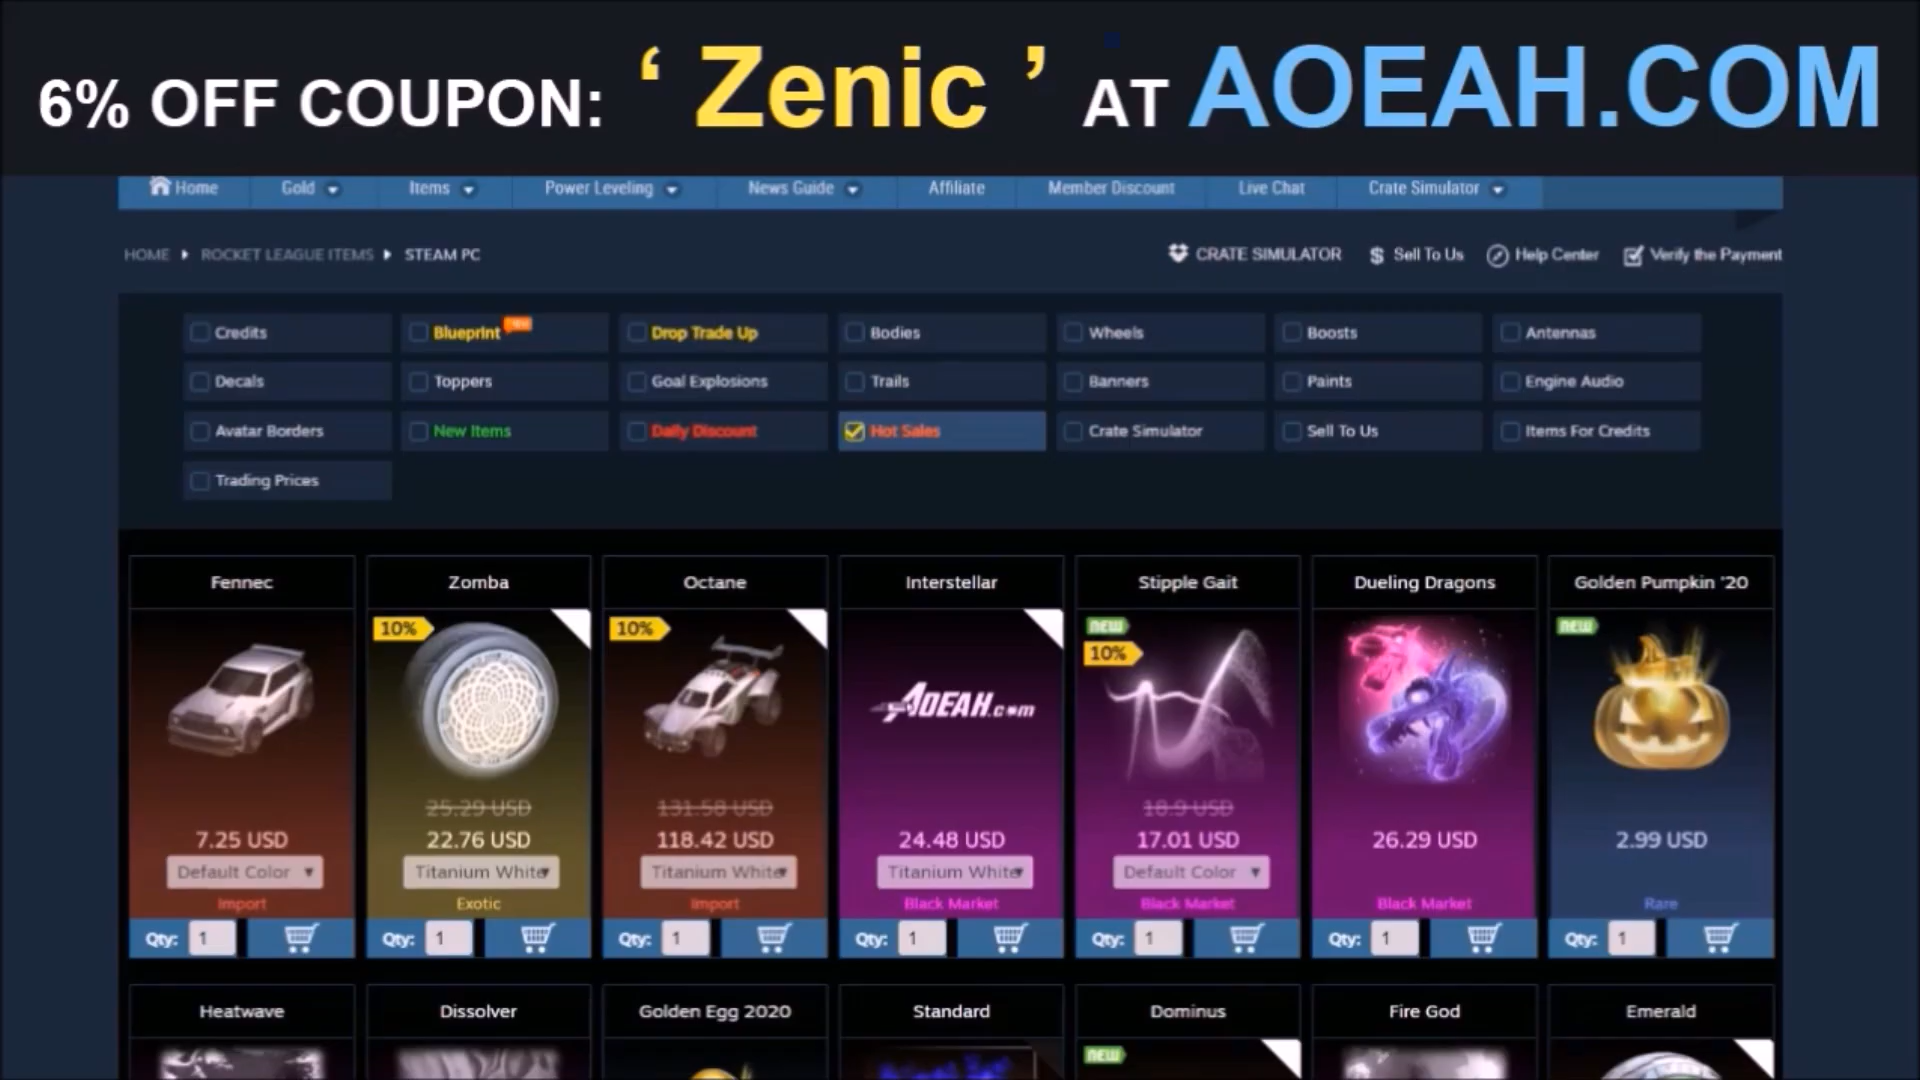 6% OFF COUPON: ‘ Zenic ’ AT AOEAH.COM
Home Gold Items Power Leveling News Guide Affiliate Member Discount Live Chat Crate Simulator
HOME ROCKET LEAGUE ITEMS STEAM PC CRATE SIMULATOR $ Sell To Us Help Center Verify the Payment
Credits Blueprint Drop Trade Up Bodies Wheels Boosts Antennas
Decals Toppers Goal Explosions Trails Banners Paints Engine Audio
Avatar Borders New Items Daily Discount Hot Sales Crate Simulator Sell To Us Items For Credits
Trading Prices
Fennec Zomba Octane Interstellar Stipple Gait Dueling Dragons Golden Pumpkin '20
10% 10% new new
10%
AOEAH.com
25.29 USD 131.58 USD 18.9 USD
7.25 USD 22.76 USD 118.42 USD 24.48 USD 17.01 USD 26.29 USD 2.99 USD
Default Color Titanium White Titanium White Titanium White Default Color
Import Exotic Import Black Market Black Market Black Market Rare
Qty: 1 Qty: 1 Qty: 1 Qty: 1 Qty: 1 Qty: 1 Qty: 1
Heatwave Dissolver Golden Egg 2020 Standard Dominus Fire God Emerald
new